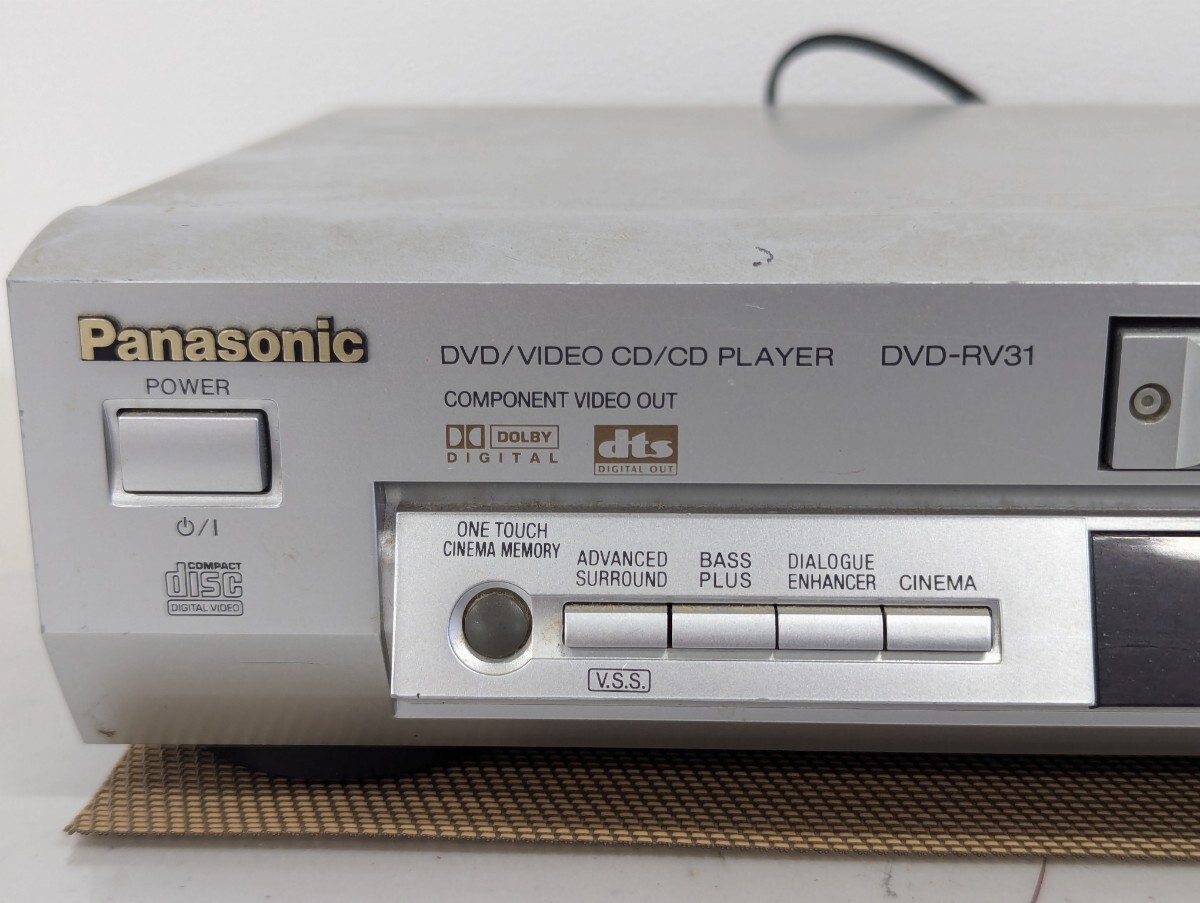 Panasonic
DVD/VIDEO CD/CD PLAYER DVD-RV31
POWER
COMPONENT VIDEO OUT
DOLBY
DIGITAL
dts
DIGITAL OUT
⏻/I
COMPACT
disc
DIGITAL VIDEO
ONE TOUCH
CINEMA MEMORY
ADVANCED
SURROUND
BASS
PLUS
DIALOGUE
ENHANCER
CINEMA
V.S.S.